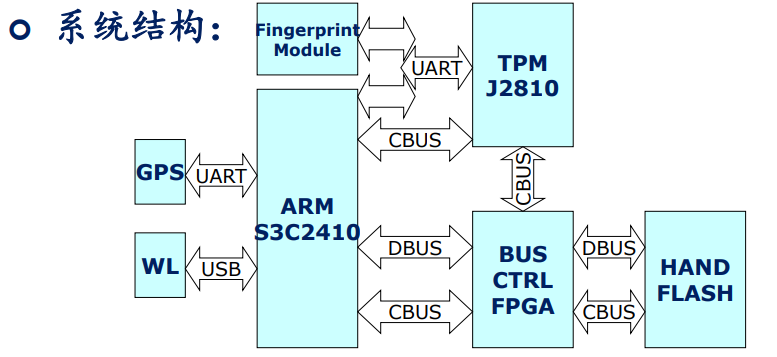 系统结构:
Fingerprint
Module
UART
TPM
J2810
CBUS
GPS
UART
ARM
S3C2410
CBUS
WL
USB
DBUS
BUS
CTRL
FPGA
DBUS
HAND
FLASH
CBUS
CBUS